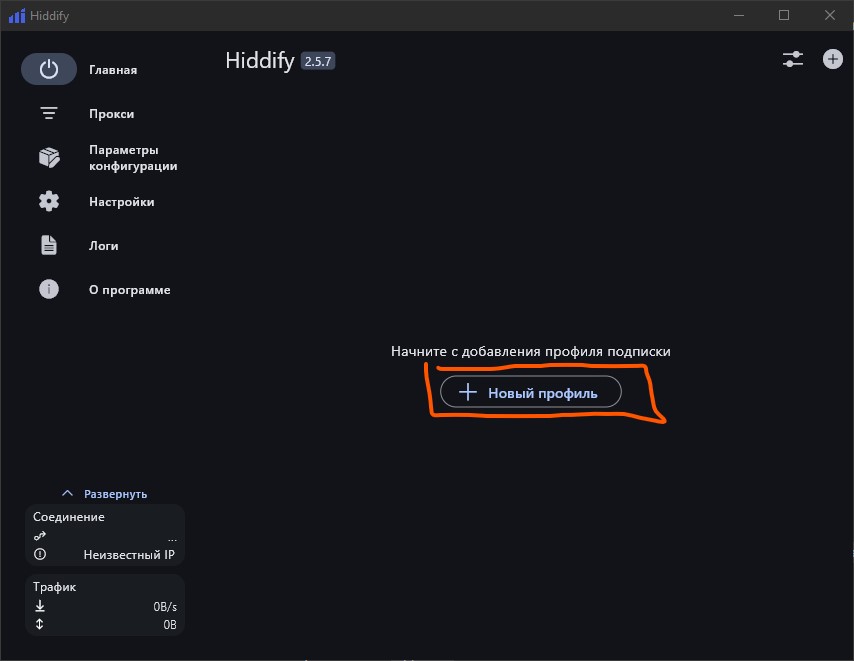 Hiddify
Hiddify 2.5.7
Главная
Прокси
Параметры
конфигурации
Настройки
Логи
О программе
Начните с добавления профиля подписки
Новый профиль
Развернуть
Соединение
...
Неизвестный IP
Трафик
0B/s
0B